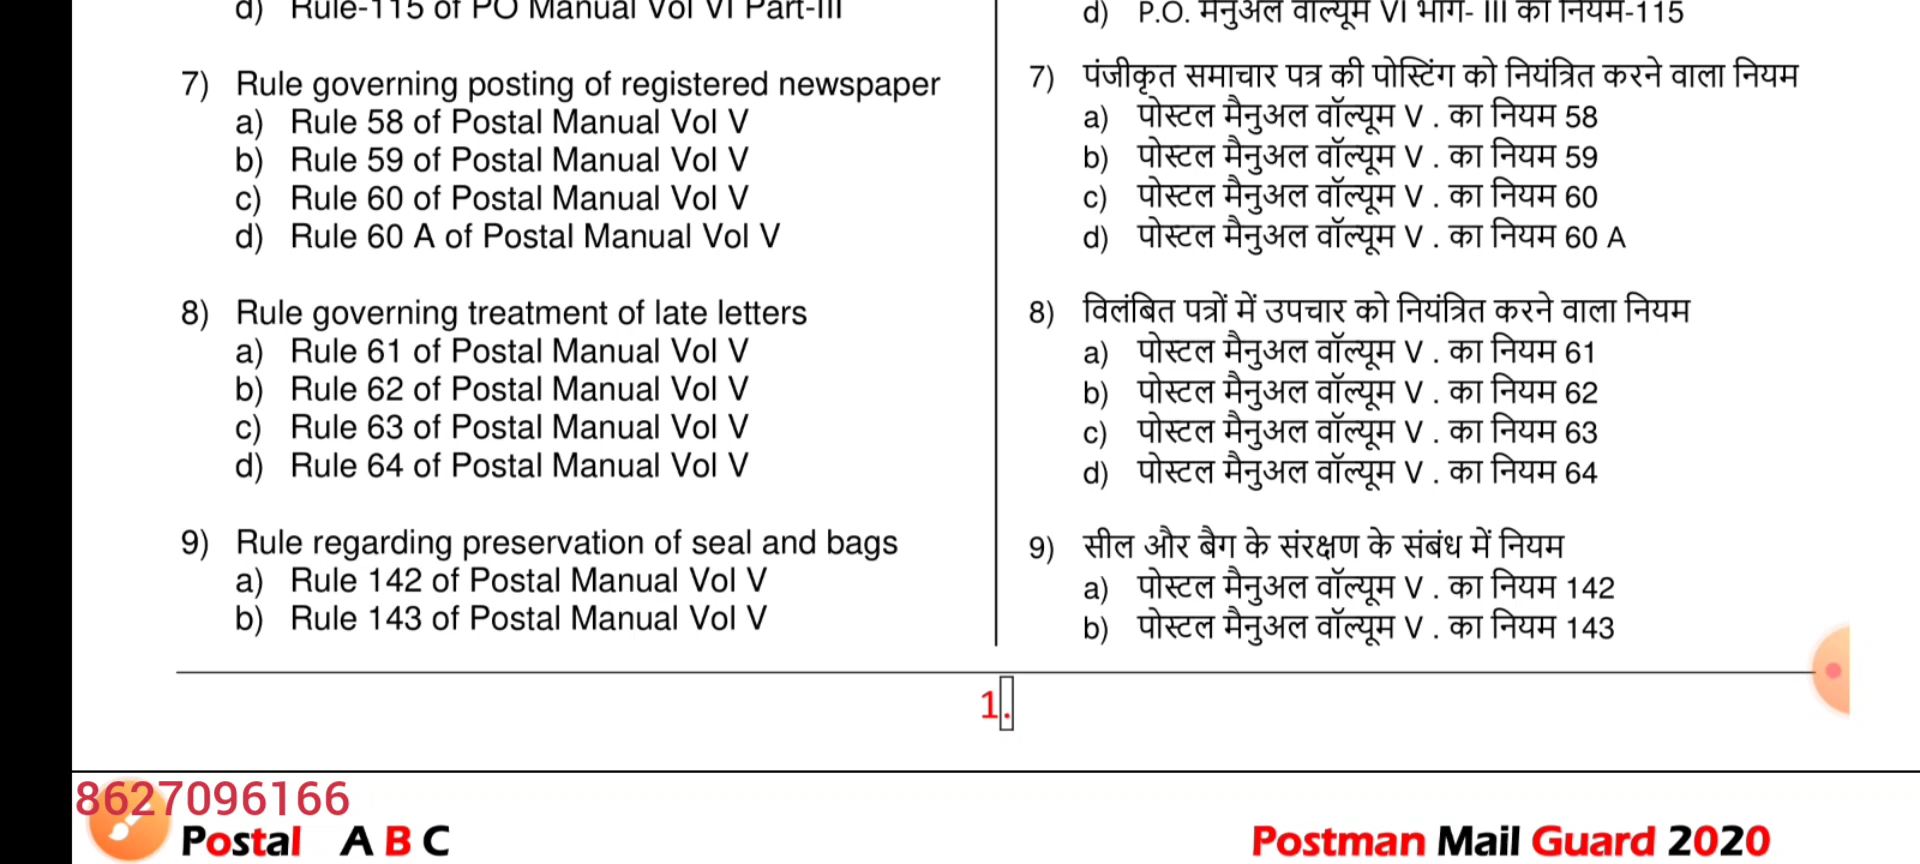 d) Rule-115 of PO Manual Vol VI Part-III
7) Rule governing posting of registered newspaper
a) Rule 58 of Postal Manual Vol V
b) Rule 59 of Postal Manual Vol V
c) Rule 60 of Postal Manual Vol V
d) Rule 60 A of Postal Manual Vol V
8) Rule governing treatment of late letters
a) Rule 61 of Postal Manual Vol V
b) Rule 62 of Postal Manual Vol V
c) Rule 63 of Postal Manual Vol V
d) Rule 64 of Postal Manual Vol V
9) Rule regarding preservation of seal and bags
a) Rule 142 of Postal Manual Vol V
b) Rule 143 of Postal Manual Vol V
d) P.O. मैनुअल वॉल्यूम VI भाग- III का नियम-115
7) पंजीकृत समाचार पत्र की पोस्टिंग को नियंत्रित करने वाला नियम
a) पोस्टल मैनुअल वॉल्यूम V . का नियम 58
b) पोस्टल मैनुअल वॉल्यूम V . का नियम 59
c) पोस्टल मैनुअल वॉल्यूम V . का नियम 60
d) पोस्टल मैनुअल वॉल्यूम V . का नियम 60 A
8) विलंबित पत्रों में उपचार को नियंत्रित करने वाला नियम
a) पोस्टल मैनुअल वॉल्यूम V . का नियम 61
b) पोस्टल मैनुअल वॉल्यूम V . का नियम 62
c) पोस्टल मैनुअल वॉल्यूम V . का नियम 63
d) पोस्टल मैनुअल वॉल्यूम V . का नियम 64
9) सील और बैग के संरक्षण के संबंध में नियम
a) पोस्टल मैनुअल वॉल्यूम V . का नियम 142
b) पोस्टल मैनुअल वॉल्यूम V . का नियम 143
1.
8627096166
Postal A B C
Postman Mail Guard 2020